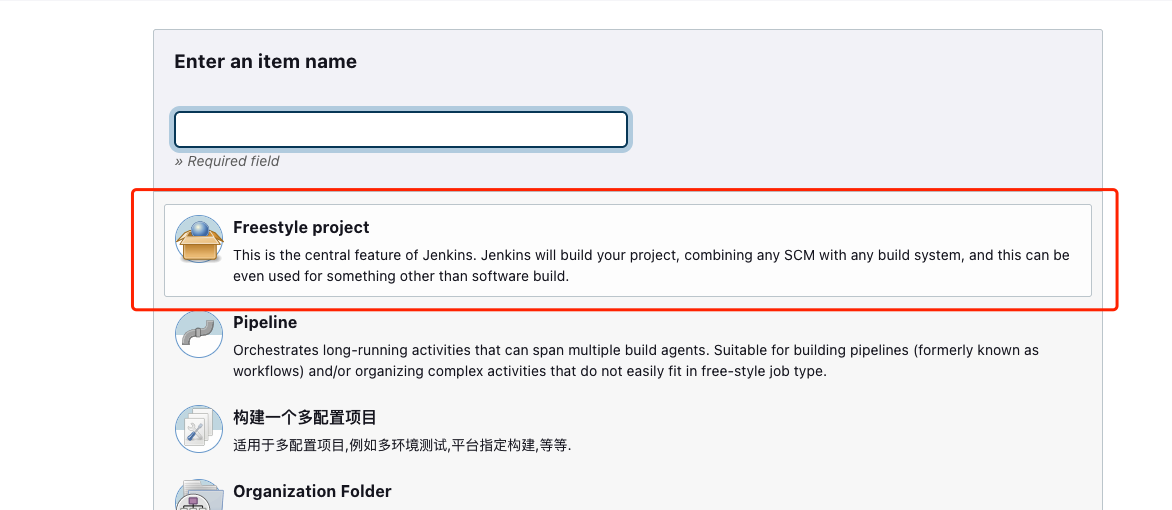 Enter an item name
» Required field
Freestyle project
This is the central feature of Jenkins. Jenkins will build your project, combining any SCM with any build system, and this can be
even used for something other than software build.
Pipeline
Orchestrates long-running activities that can span multiple build agents. Suitable for building pipelines (formerly known as
workflows) and/or organizing complex activities that do not easily fit in free-style job type.
构建一个多配置项目
适用于多配置项目,例如多环境测试,平台指定构建,等等.
Organization Folder